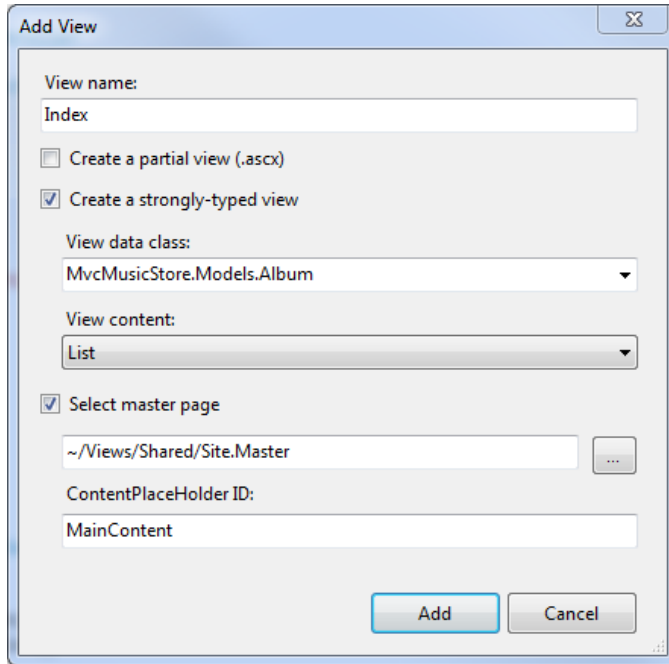 Add View
View name:
Index
Create a partial view (.ascx)
Create a strongly-typed view
View data class:
MvcMusicStore.Models.Album
View content:
List
Select master page
~/Views/Shared/Site.Master
...
ContentPlaceHolder ID:
MainContent
Add Cancel